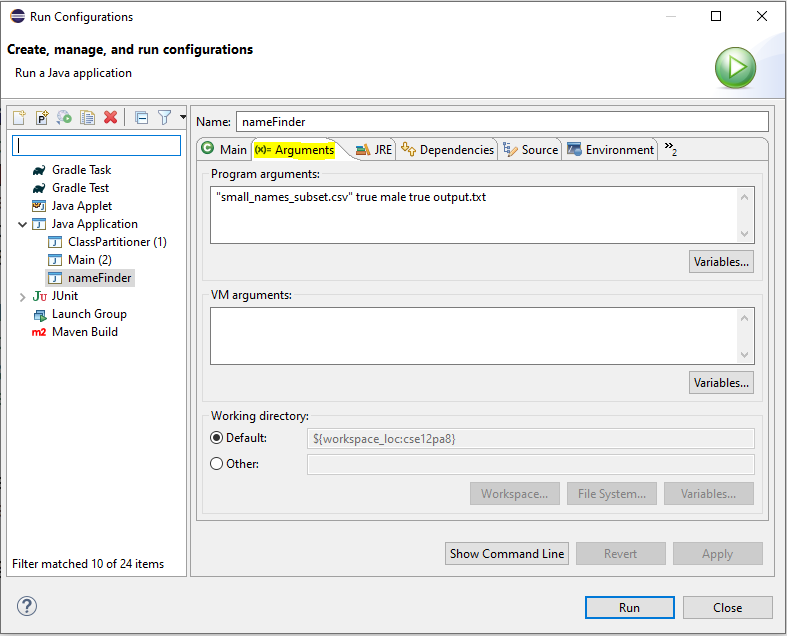 Run Configurations
Create, manage, and run configurations
Run a Java application
Name: nameFinder
Main (x)= Arguments JRE Dependencies Source Environment »2
Gradle Task
Gradle Test
Java Applet
Java Application
ClassPartitioner (1)
Main (2)
nameFinder
JUnit
Launch Group
m2 Maven Build
Filter matched 10 of 24 items
Program arguments:
"small_names_subset.csv" true male true output.txt
Variables...
VM arguments:
Variables...
Working directory:
Default: ${workspace_loc:cse12pa8}
Other:
Workspace... File System... Variables...
Show Command Line Revert Apply
? Run Close